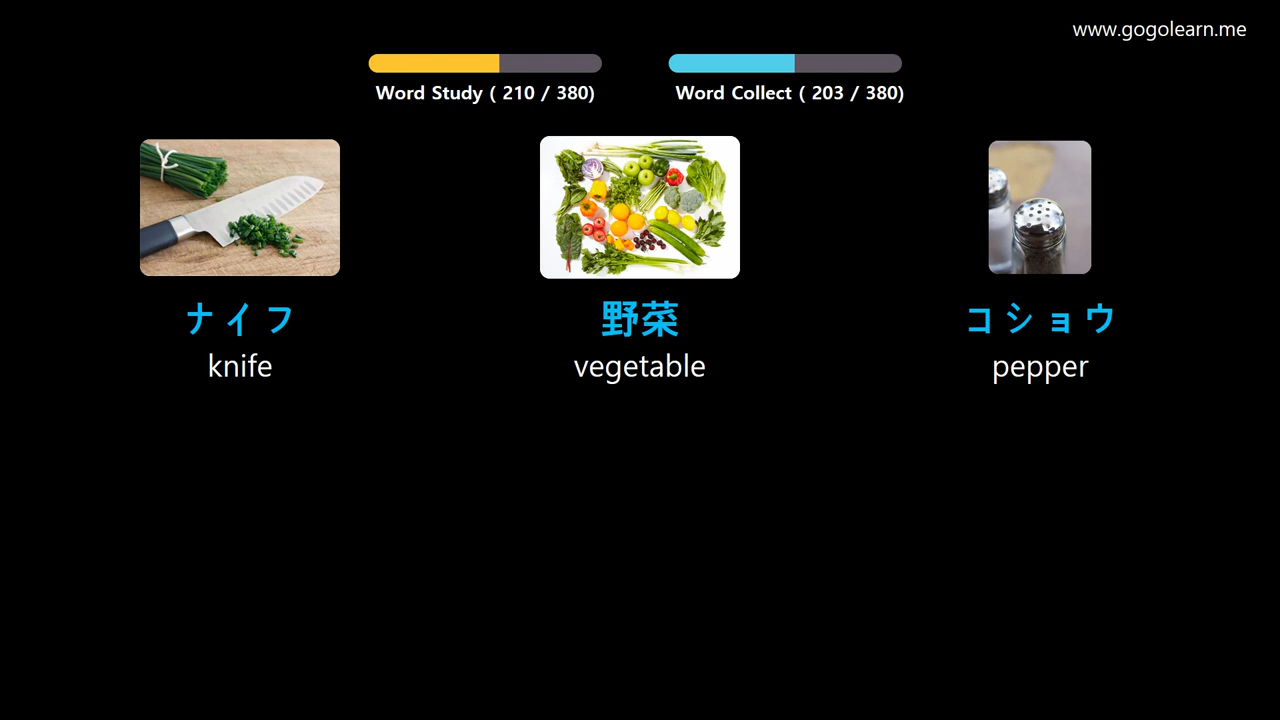 www.gogolearn.me
Word Study ( 210 / 380)
Word Collect ( 203 / 380)
ナイフ
knife
野菜
vegetable
コショウ
pepper